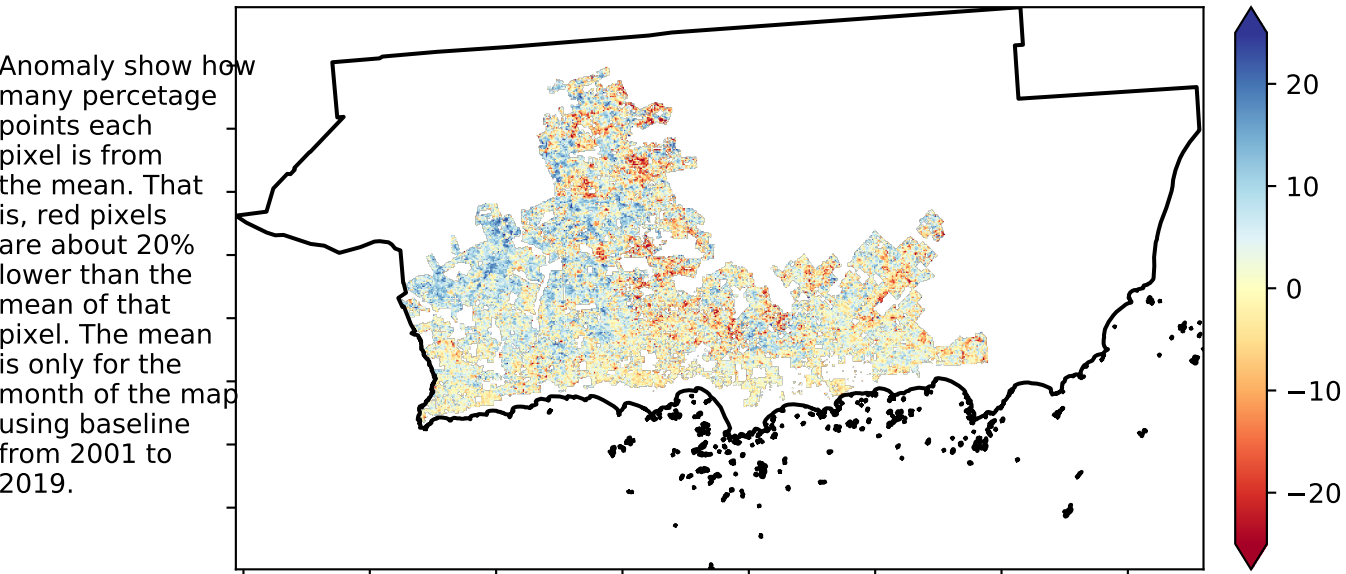 Anomaly show how
many percetage
points each
pixel is from
the mean. That
is, red pixels
are about 20%
lower than the
mean of that
pixel. The mean
is only for the
month of the map
using baseline
from 2001 to
2019.
20
10
0
−10
−20